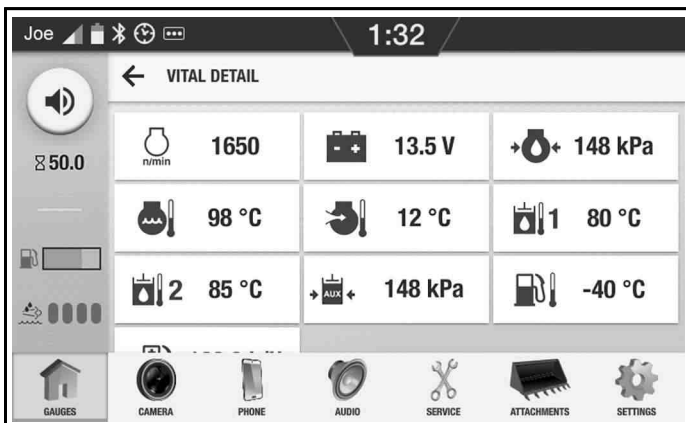 Joe 1:32
VITAL DETAIL
50.0
n/min 1650
13.5 V
148 kPa
98 °C
12 °C
1 80 °C
2 85 °C
AUX 148 kPa
-40 °C
GAUGES
CAMERA
PHONE
AUDIO
SERVICE
ATTACHMENTS
SETTINGS